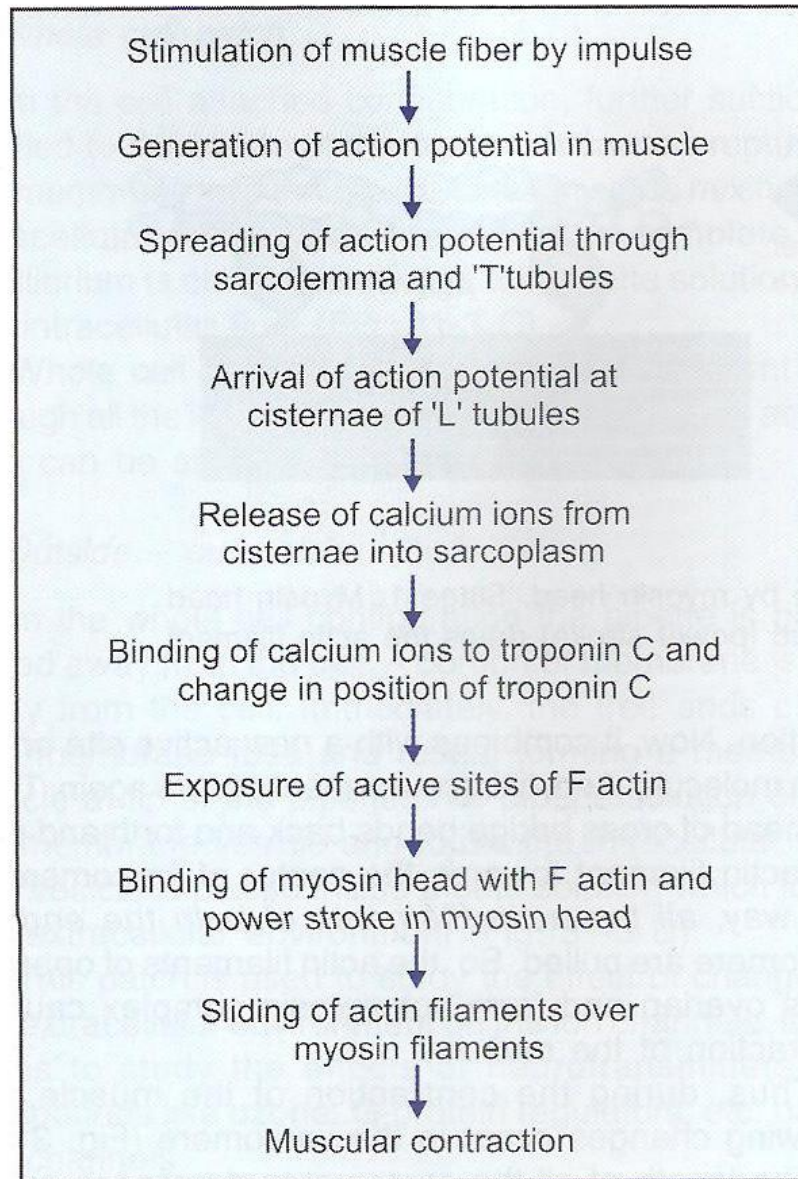 Stimulation of muscle fiber by impulse
Generation of action potential in muscle
Spreading of action potential through
sarcolemma and 'T'tubules
Arrival of action potential at
cisternae of 'L' tubules
Release of calcium ions from
cisternae into sarcoplasm
Binding of calcium ions to troponin C and
change in position of troponin C
Exposure of active sites of F actin
Binding of myosin head with F actin and
power stroke in myosin head
Sliding of actin filaments over
myosin filaments
Muscular contraction